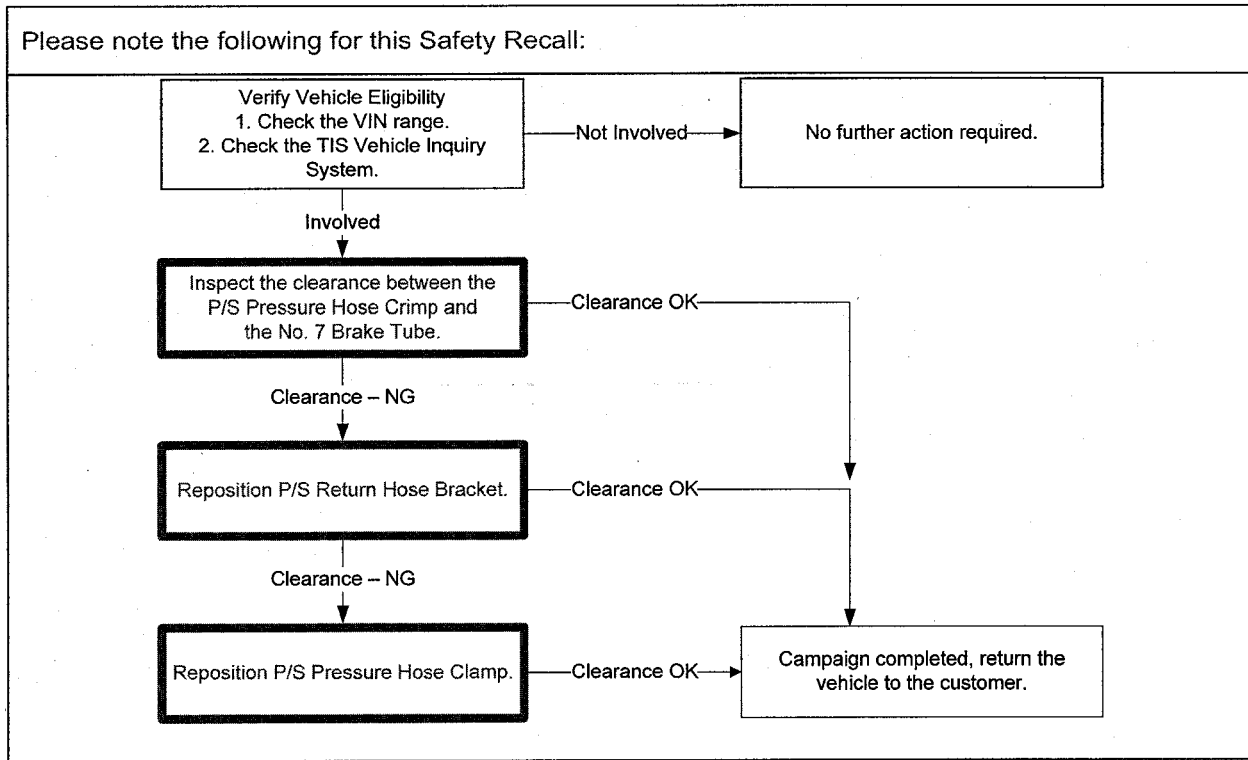 Please note the following for this Safety Recall:
Verify Vehicle Eligibility
1. Check the VIN range.
2. Check the TIS Vehicle Inquiry
System.
Not Involved
No further action required.
Involved
Inspect the clearance between the
P/S Pressure Hose Crimp and
the No. 7 Brake Tube.
Clearance OK
Clearance – NG
Reposition P/S Return Hose Bracket.
Clearance OK
Clearance – NG
Reposition P/S Pressure Hose Clamp.
Clearance OK
Campaign completed, return the
vehicle to the customer.